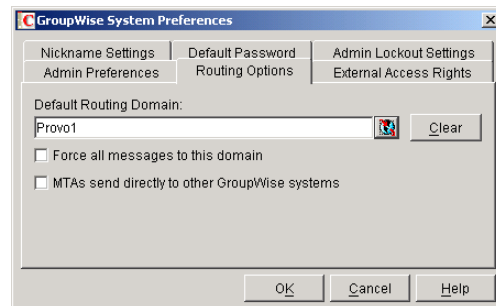 GroupWise System Preferences
Nickname Settings Default Password Admin Lockout Settings
Admin Preferences Routing Options External Access Rights
Default Routing Domain:
Provo1 Clear
Force all messages to this domain
MTAs send directly to other GroupWise systems
OK Cancel Help